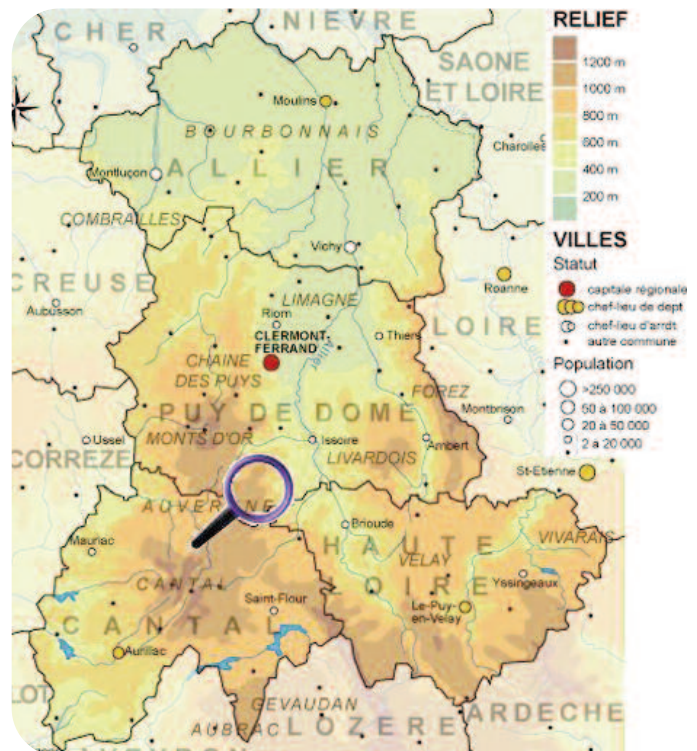 CHER
NIEVRE
RELIEF
1200 m
1000 m
800 m
600 m
400 m
200 m
SAONE
ET LOIRE
Moulins
BOURBONNAIS
Charolles
ALLIER
Montluçon
COMBRAILLES
Vichy
VILLES
Statut
capitale régionale
chef-lieu de dept
chef-lieu d'arrdt
autre commune
Population
>250 000
50 à 100 000
20 à 50 000
2 à 20 000
CREUSE
Aubusson
Roanne
LIMAGNE
Riom
CLERMONT-
FERRAND
Allier
Thiers
LOIRE
CHAINE
DES PUYS
FOREZ
PUY DE DOME
Montbrison
Ussel
MONTS D'OR
Issoire
Ambert
CORREZE
LIVARDOIS
St-Etienne
AUVERGNE
Mauriac
Brioude
HAUTE
VIVARAIS
VELAY
CANTAL
LOIRE
Yssingeaux
Saint-Flour
Le-Puy-
en-Velay
CANTAL
Aurillac
LOT
GEVAUDAN
ARDECHE
AUBRAC
LOZERE